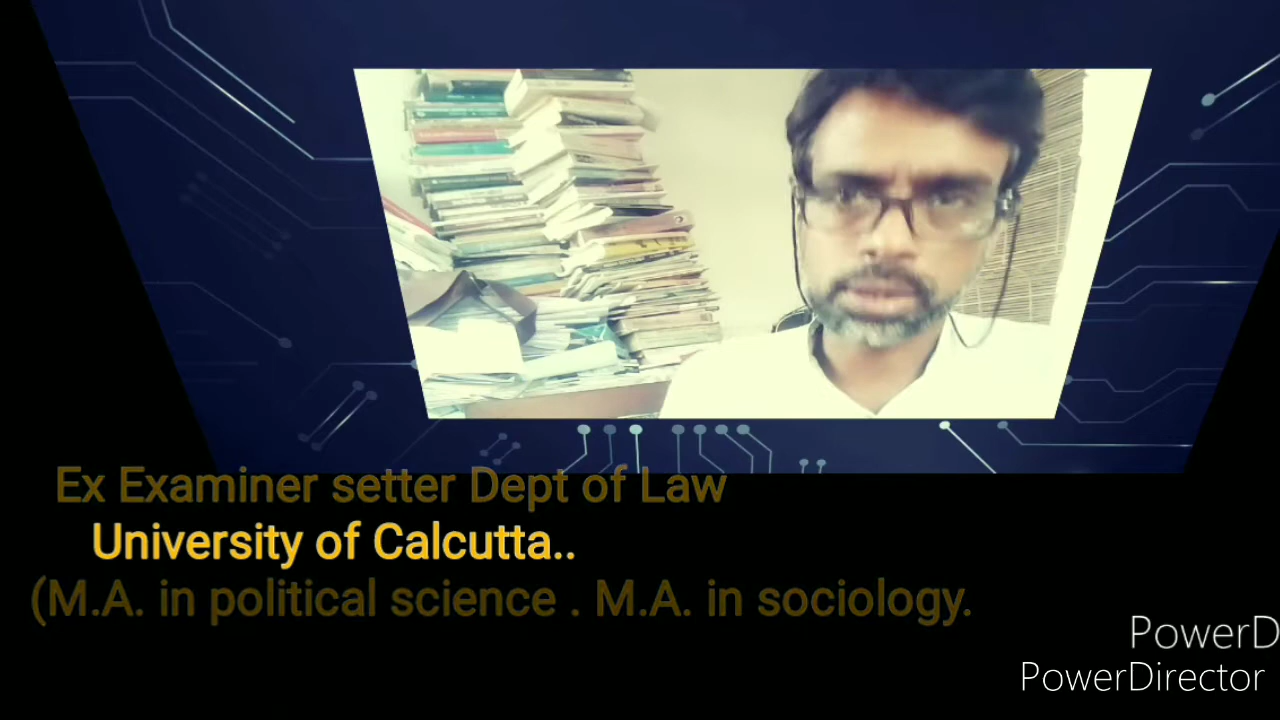 Ex Examiner setter Dept of Law
University of Calcutta..
(M.A. in political science . M.A. in sociology.
PowerD
PowerDirector